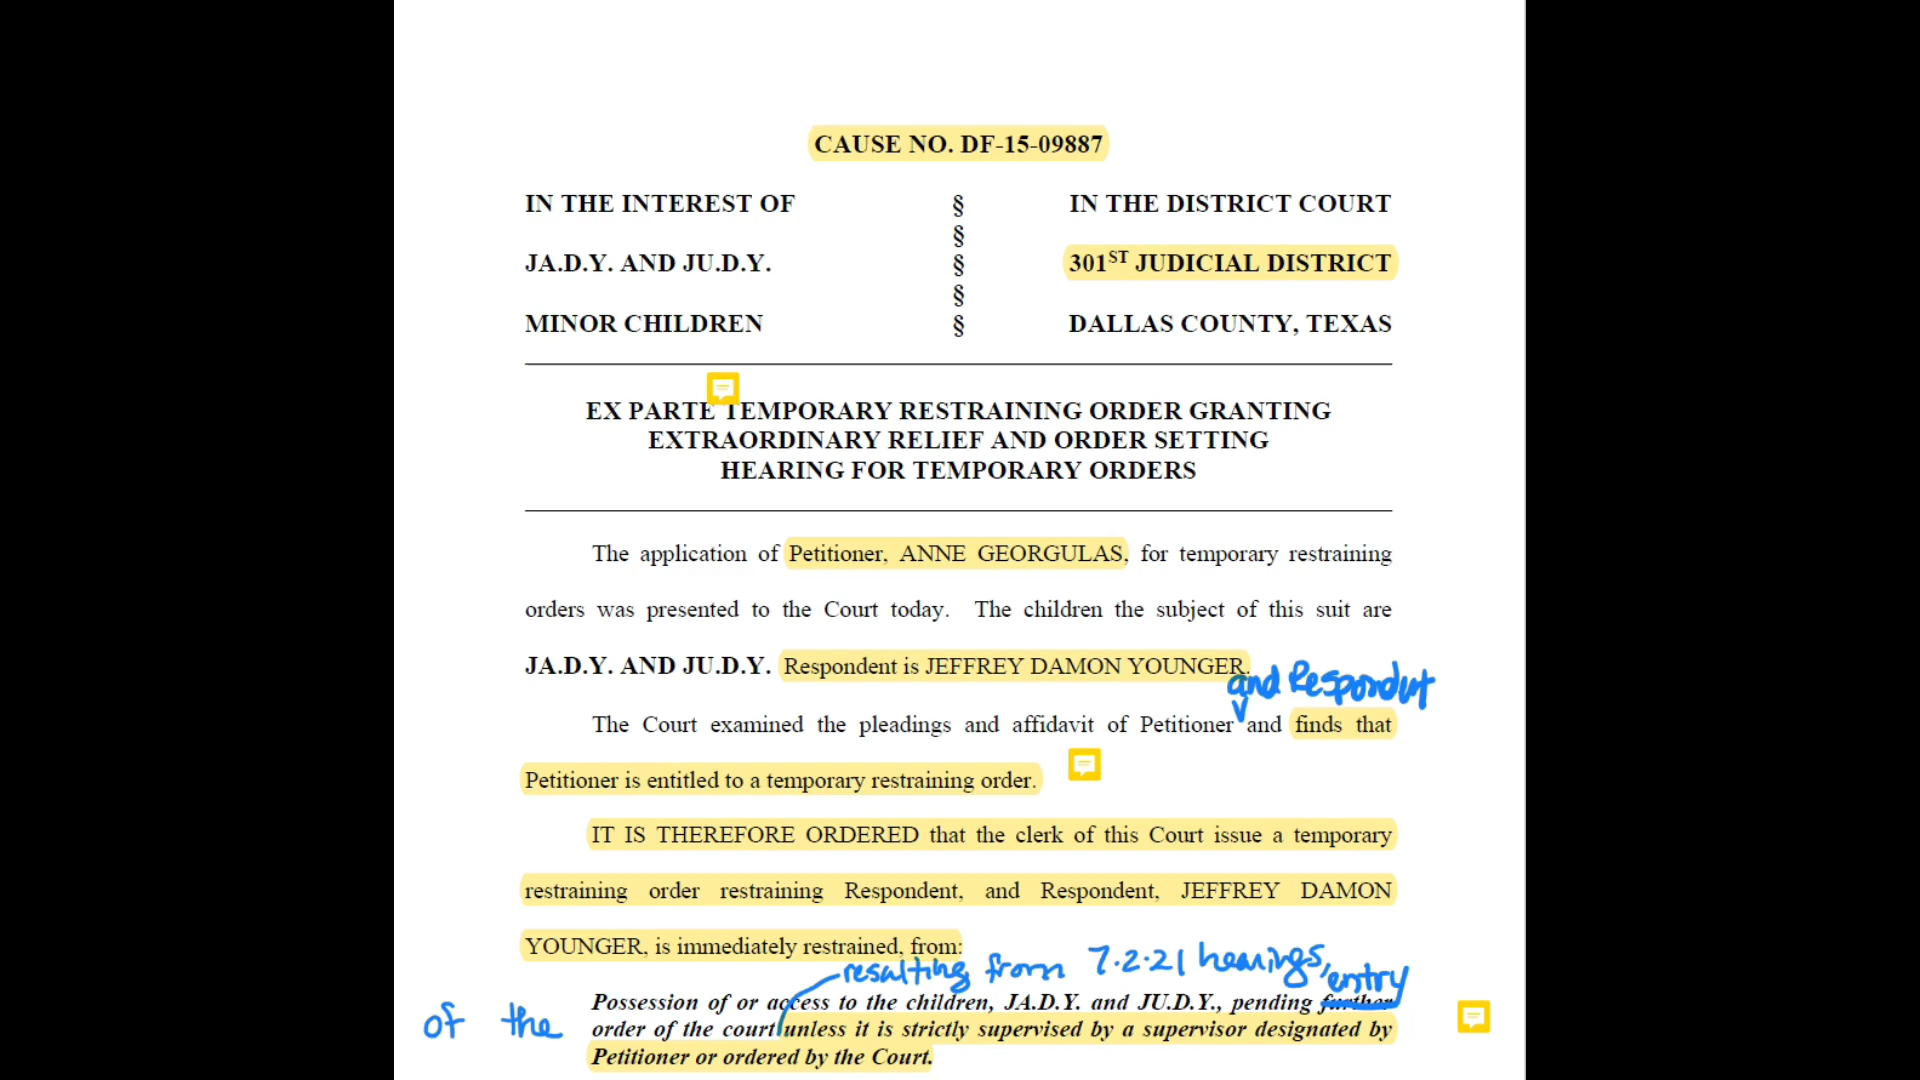 CAUSE NO. DF-15-09887
IN THE INTEREST OF § IN THE DISTRICT COURT
§
JA.D.Y. AND JU.D.Y. § 301ST JUDICIAL DISTRICT
§
MINOR CHILDREN § DALLAS COUNTY, TEXAS
EX PARTE TEMPORARY RESTRAINING ORDER GRANTING
EXTRAORDINARY RELIEF AND ORDER SETTING
HEARING FOR TEMPORARY ORDERS
The application of Petitioner, ANNE GEORGULAS, for temporary restraining
orders was presented to the Court today. The children the subject of this suit are
JA.D.Y. AND JU.D.Y. Respondent is JEFFREY DAMON YOUNGER.
and Respondent
The Court examined the pleadings and affidavit of Petitioner and finds that
Petitioner is entitled to a temporary restraining order.
IT IS THEREFORE ORDERED that the clerk of this Court issue a temporary
restraining order restraining Respondent, and Respondent, JEFFREY DAMON
YOUNGER, is immediately restrained, from:
resulting from 7.2.21 hearings, entry
Possession of or access to the children, JA.D.Y. and JU.D.Y., pending further
of the order of the court unless it is strictly supervised by a supervisor designated by
Petitioner or ordered by the Court.